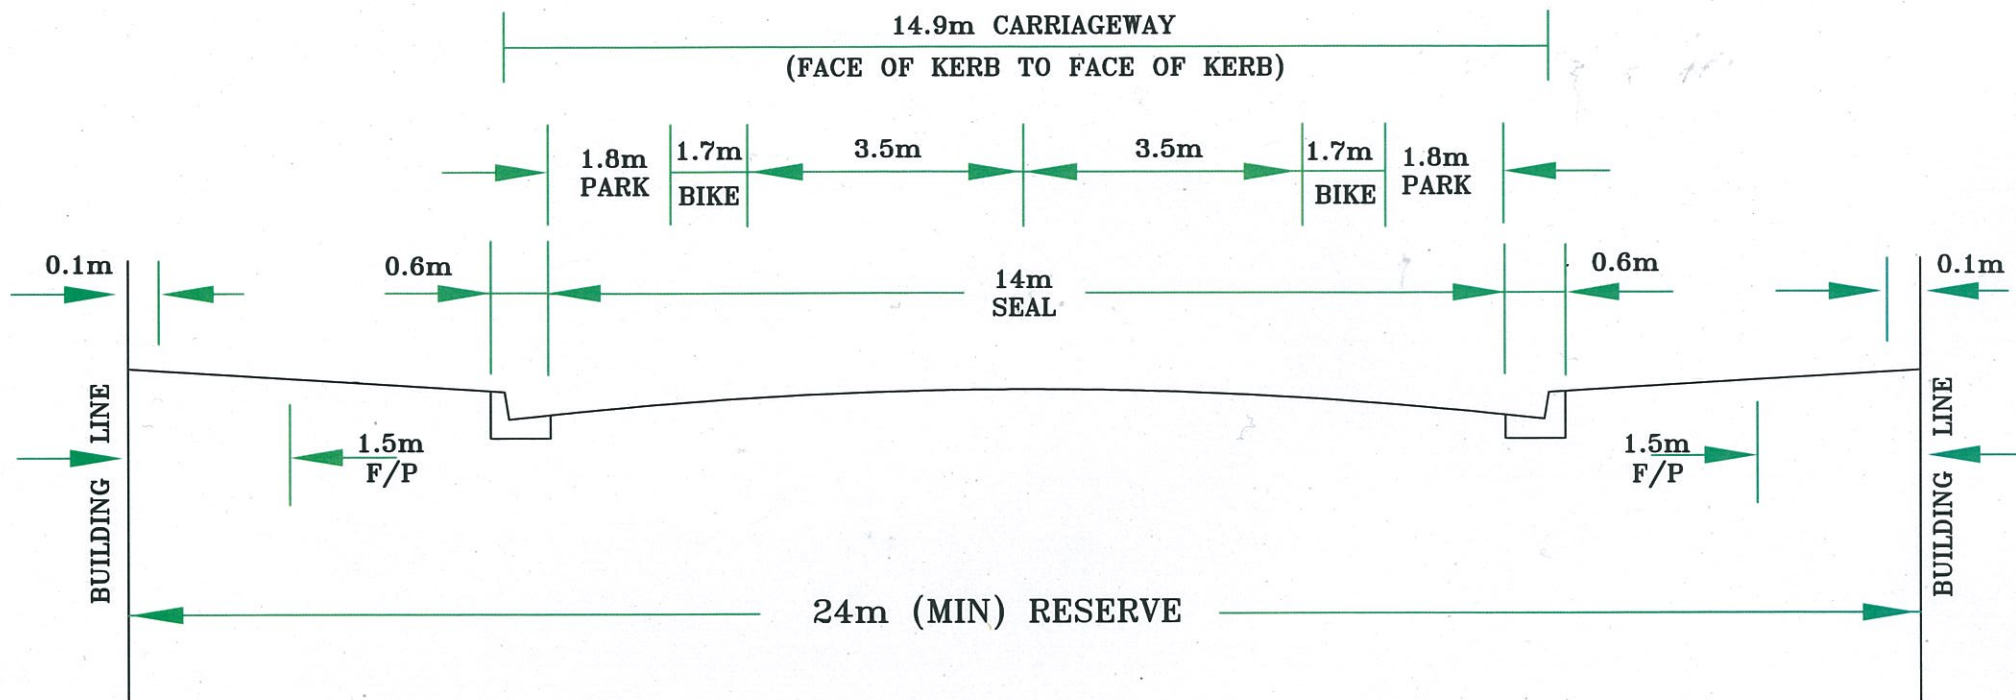 14.9m CARRIAGEWAY
(FACE OF KERB TO FACE OF KERB)
1.8m
PARK
1.7m
BIKE
3.5m
3.5m
1.7m
BIKE
1.8m
PARK
0.1m
0.6m
14m
SEAL
0.6m
0.1m
BUILDING LINE
1.5m
F/P
1.5m
F/P
BUILDING LINE
24m (MIN) RESERVE